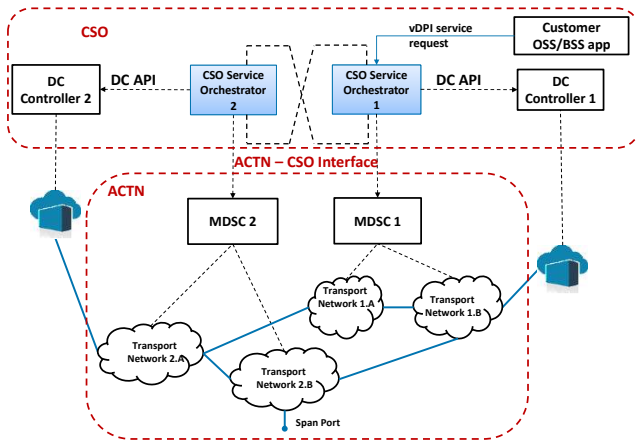 CSO
vDPI service
request
Customer
OSS/BSS app
DC
Controller 2
DC API
CSO Service
Orchestrator
2
CSO Service
Orchestrator
1
DC API
DC
Controller 1
ACTN – CSO Interface
ACTN
MDSC 2
MDSC 1
Transport
Network 1.A
Transport
Network 1.B
Transport
Network 2.A
Transport
Network 2.B
Span Port